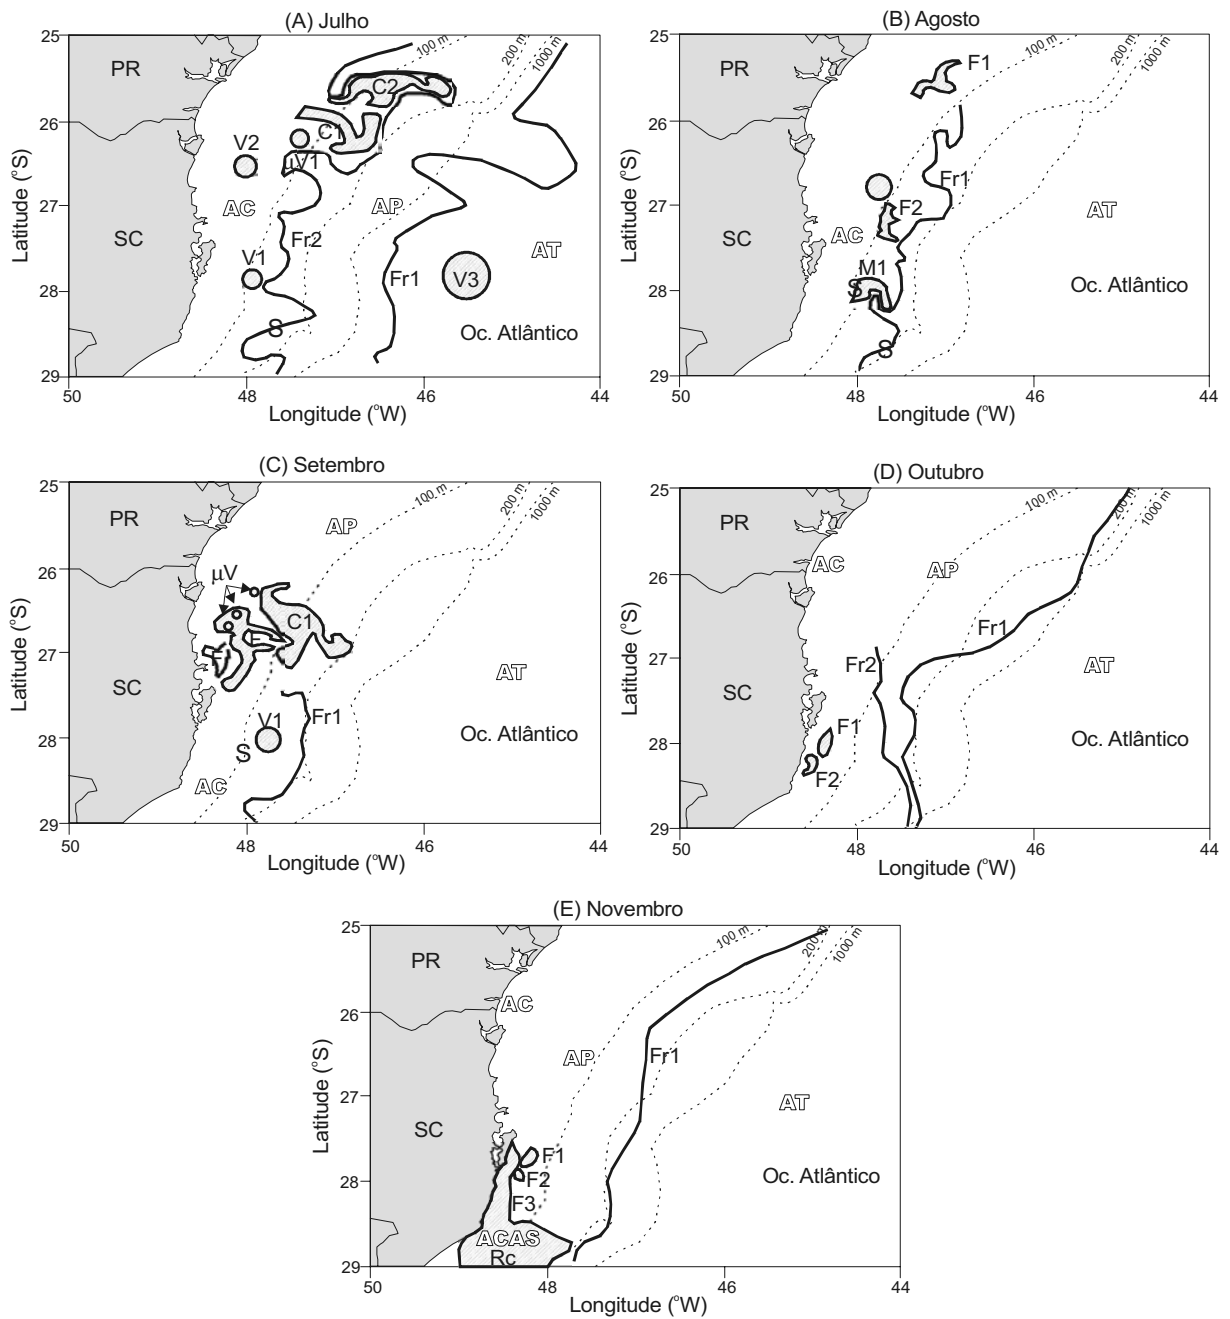 (A) Julho
25
26
27
28
29
50
48
46
44
Latitude (°S)
Longitude (°W)
PR
SC
100 m
200 m
1000 m
C2
C1
V2
μV1
AC
AP
Fr2
V1
Fr1
AT
V3
8
Oc. Atlântico
(B) Agosto
25
26
27
28
29
50
48
46
44
Latitude (°S)
Longitude (°W)
PR
SC
100 m
200 m
1000 m
F1
Fr1
F2
AC
AT
M1
S
8
Oc. Atlântico
(C) Setembro
25
26
27
28
29
50
48
46
44
Latitude (°S)
Longitude (°W)
PR
SC
100 m
200 m
1000 m
AP
μV
C1
F
AT
V1
Fr1
S
AC
Oc. Atlântico
(D) Outubro
25
26
27
28
29
50
48
46
44
Latitude (°S)
Longitude (°W)
PR
SC
100 m
200 m
1000 m
AC
AP
Fr1
Fr2
AT
F1
F2
Oc. Atlântico
(E) Novembro
25
26
27
28
29
50
48
46
44
Latitude (°S)
Longitude (°W)
PR
SC
100 m
200 m
1000 m
AC
AP
Fr1
AT
F1
F2
F3
ACAS
Rc
Oc. Atlântico